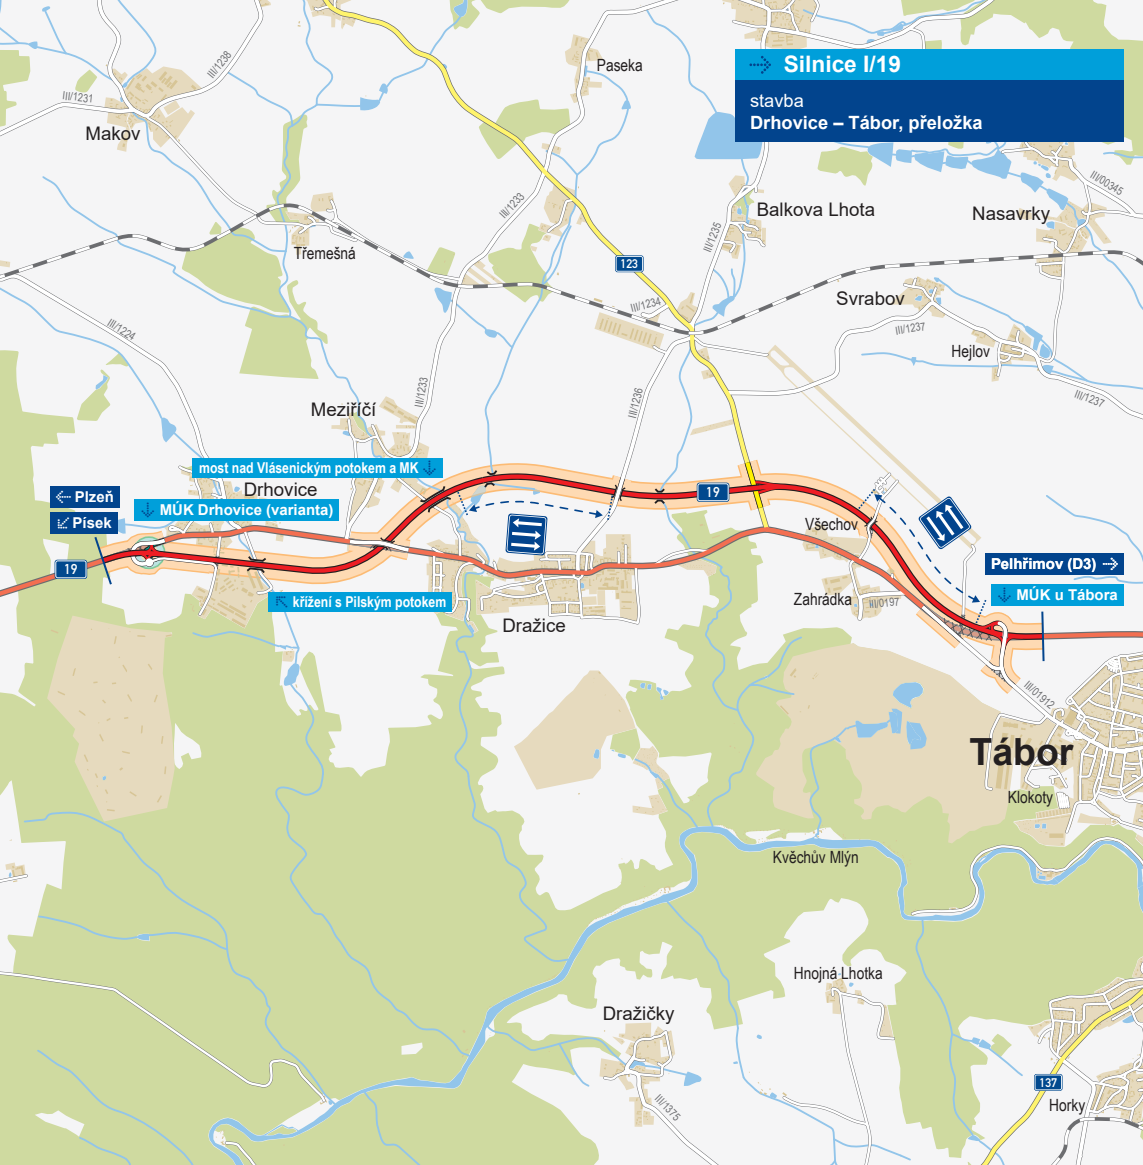 III/1238
Paseka
Silnice I/19
III/1231
stavba
Drhovice – Tábor, přeložka
Makov
III/00345
III/1233
Balkova Lhota
Nasavrky
III/1235
Třemešná
123
Svrabov
III/1234
III/1237
III/1224
Hejlov
III/1233
III/1236
III/1237
Meziříčí
most nad Vlásenickým potokem a MK
Drhovice
Plzeň
19
MÚK Drhovice (varianta)
Písek
Všechov
Pelhřimov (D3)
19
MÚK u Tábora
Zahrádka
III/0197
křížení s Pilským potokem
Dražice
III/01912
Tábor
Klokoty
Kvěchův Mlýn
Hnojná Lhotka
Dražičky
137
III/1375
Horky